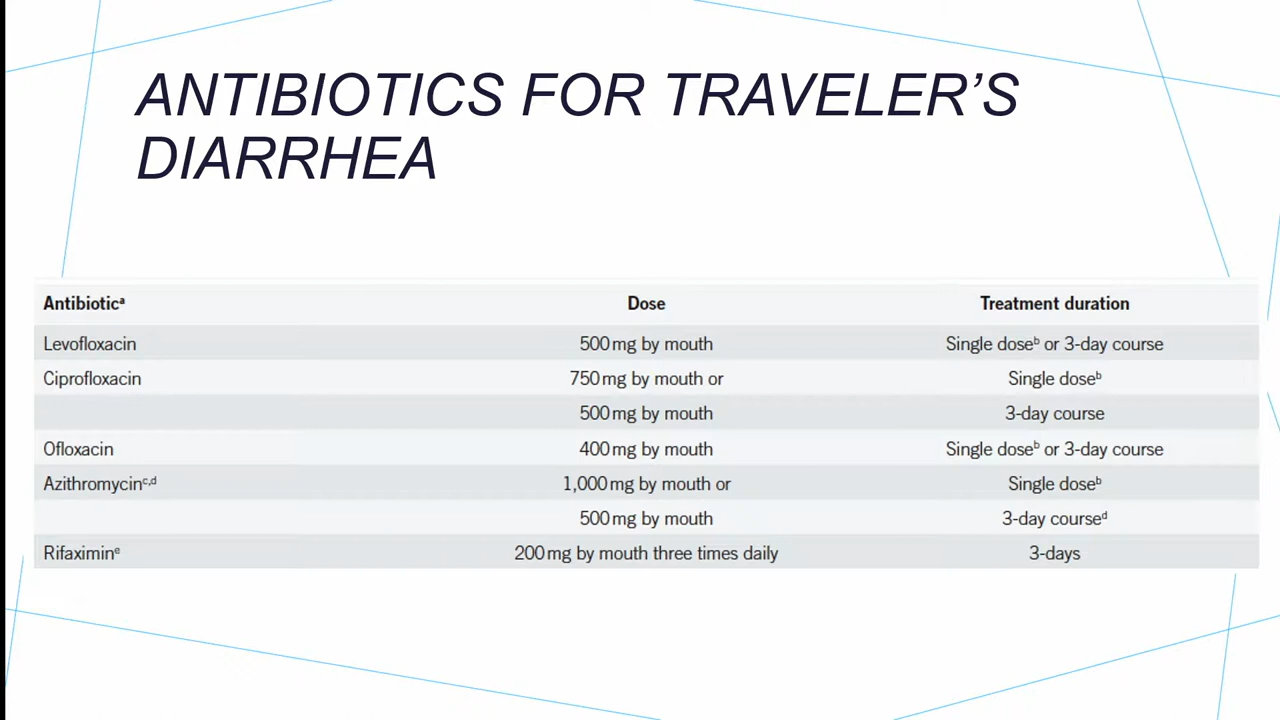 ANTIBIOTICS FOR TRAVELER’S
DIARRHEA
Antibioticᵃ Dose Treatment duration
Levofloxacin 500 mg by mouth Single doseᵇ or 3-day course
Ciprofloxacin 750 mg by mouth or Single doseᵇ
500 mg by mouth 3-day course
Ofloxacin 400 mg by mouth Single doseᵇ or 3-day course
Azithromycinᶜ,ᵈ 1,000 mg by mouth or Single doseᵇ
500 mg by mouth 3-day courseᵈ
Rifaximinᵉ 200 mg by mouth three times daily 3-days